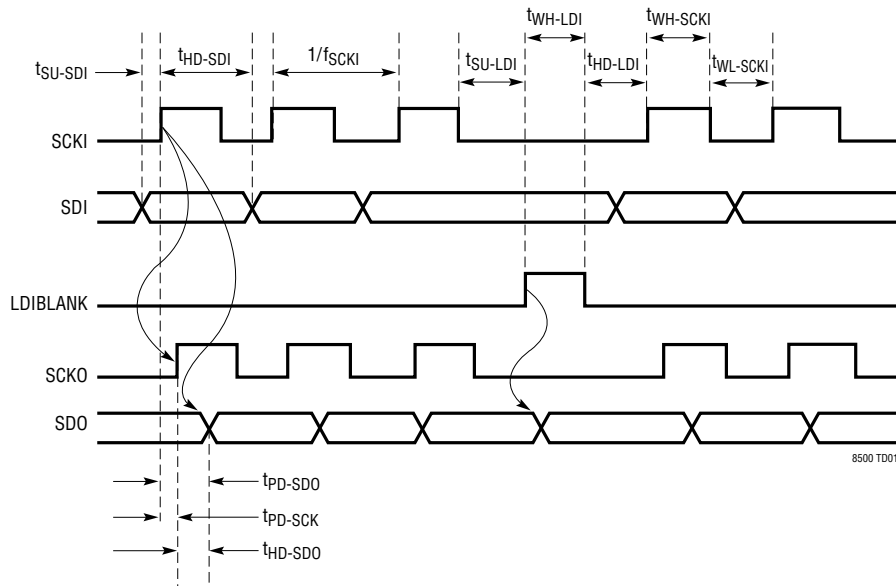 tWH-LDI
tWH-SCKI
tSU-SDI
tHD-SDI
1/fSCKI
tSU-LDI
tHD-LDI
tWL-SCKI
SCKI
SDI
LDIBLANK
SCKO
SDO
8500 TD01
tPD-SDO
tPD-SCK
tHD-SDO